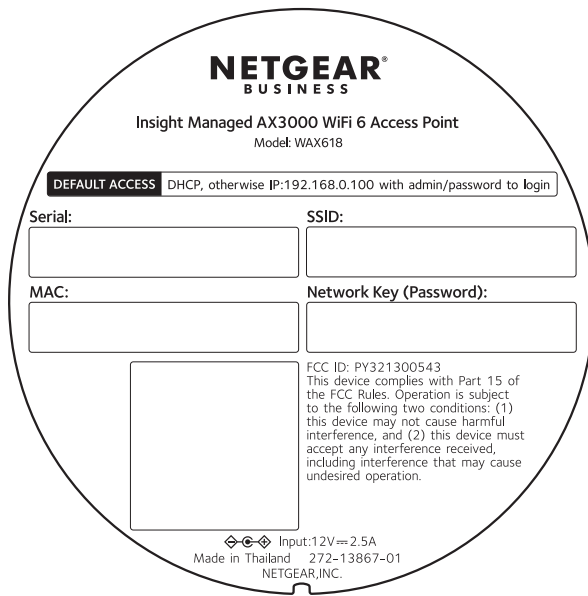 NETGEAR®
BUSINESS
Insight Managed AX3000 WiFi 6 Access Point
Model: WAX618
DEFAULT ACCESS DHCP, otherwise IP:192.168.0.100 with admin/password to login
Serial:
SSID:
MAC:
Network Key (Password):
FCC ID: PY321300543
This device complies with Part 15 of
the FCC Rules. Operation is subject
to the following two conditions: (1)
this device may not cause harmful
interference, and (2) this device must
accept any interference received,
including interference that may cause
undesired operation.
Input:12V⎓2.5A
Made in Thailand 272-13867-01
NETGEAR,INC.